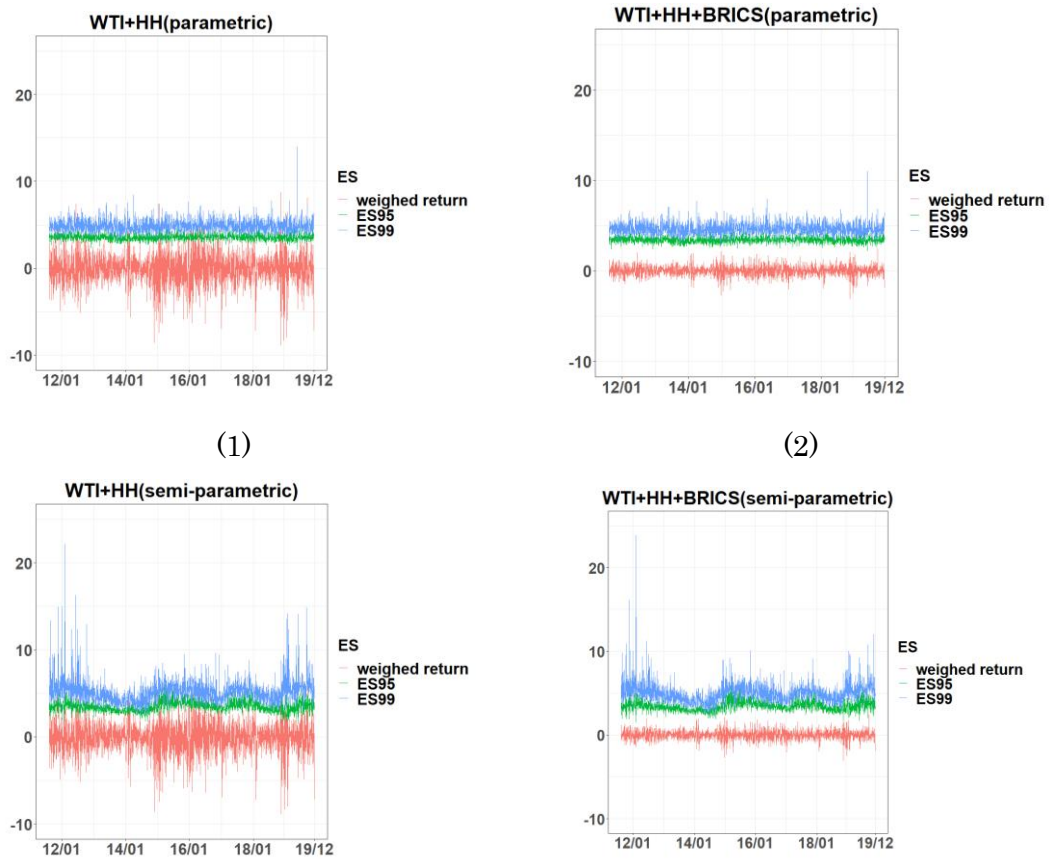 WTI+HH(parametric)
20
10
0
-10
12/01 14/01 16/01 18/01 19/12
ES
weighed return
ES95
ES99
(1)
WTI+HH+BRICS(parametric)
20
10
0
-10
12/01 14/01 16/01 18/01 19/12
ES
weighed return
ES95
ES99
(2)
WTI+HH(semi-parametric)
20
10
0
-10
12/01 14/01 16/01 18/01 19/12
ES
weighed return
ES95
ES99
WTI+HH+BRICS(semi-parametric)
20
10
0
-10
12/01 14/01 16/01 18/01 19/12
ES
weighed return
ES95
ES99